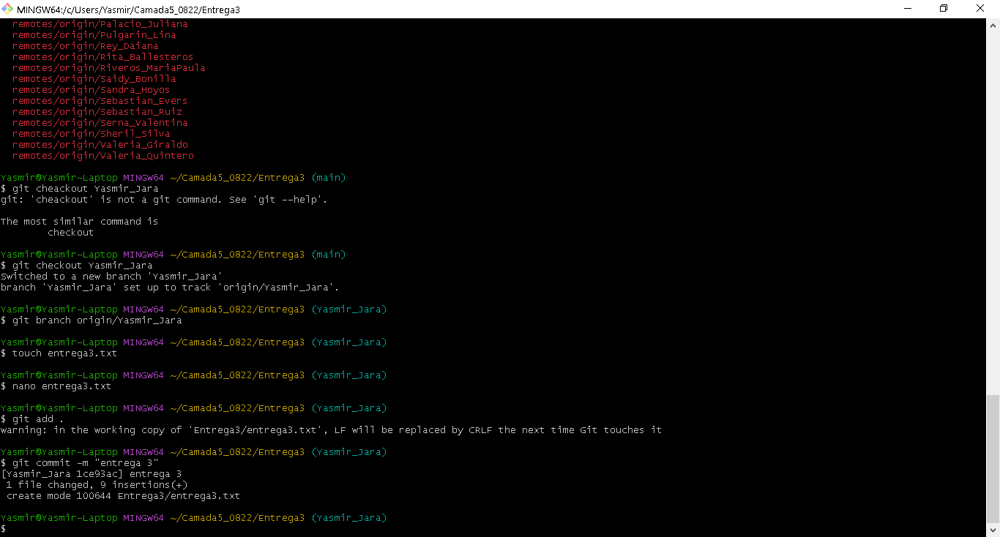 MINGW64:/c/Users/Yasmir/Camada5_0822/Entrega3
remotes/origin/Palacio_Juliana
remotes/origin/Pulgarin_Lina
remotes/origin/Rey_Daiana
remotes/origin/Rita_Ballesteros
remotes/origin/Riveros_MariaPaula
remotes/origin/Saidy_Bonilla
remotes/origin/Sandra_Hoyos
remotes/origin/Sebastian_Evers
remotes/origin/Sebastian_Ruiz
remotes/origin/Serna_Valentina
remotes/origin/Sheril_Silva
remotes/origin/Valeria_Giraldo
remotes/origin/Valeria_Quintero
Yasmir@Yasmir-Laptop MINGW64 ~/Camada5_0822/Entrega3 (main)
$ git cheackout Yasmir_Jara
git: 'cheackout' is not a git command. See 'git --help'.
The most similar command is
checkout
Yasmir@Yasmir-Laptop MINGW64 ~/Camada5_0822/Entrega3 (main)
$ git checkout Yasmir_Jara
Switched to a new branch 'Yasmir_Jara'
branch 'Yasmir_Jara' set up to track 'origin/Yasmir_Jara'.
Yasmir@Yasmir-Laptop MINGW64 ~/Camada5_0822/Entrega3 (Yasmir_Jara)
$ git branch origin/Yasmir_Jara
Yasmir@Yasmir-Laptop MINGW64 ~/Camada5_0822/Entrega3 (Yasmir_Jara)
$ touch entrega3.txt
Yasmir@Yasmir-Laptop MINGW64 ~/Camada5_0822/Entrega3 (Yasmir_Jara)
$ nano entrega3.txt
Yasmir@Yasmir-Laptop MINGW64 ~/Camada5_0822/Entrega3 (Yasmir_Jara)
$ git add .
warning: in the working copy of 'Entrega3/entrega3.txt', LF will be replaced by CRLF the next time Git touches it
Yasmir@Yasmir-Laptop MINGW64 ~/Camada5_0822/Entrega3 (Yasmir_Jara)
$ git commit -m "entrega 3"
[Yasmir_Jara 1ce93ac] entrega 3
1 file changed, 9 insertions(+)
create mode 100644 Entrega3/entrega3.txt
Yasmir@Yasmir-Laptop MINGW64 ~/Camada5_0822/Entrega3 (Yasmir_Jara)
$